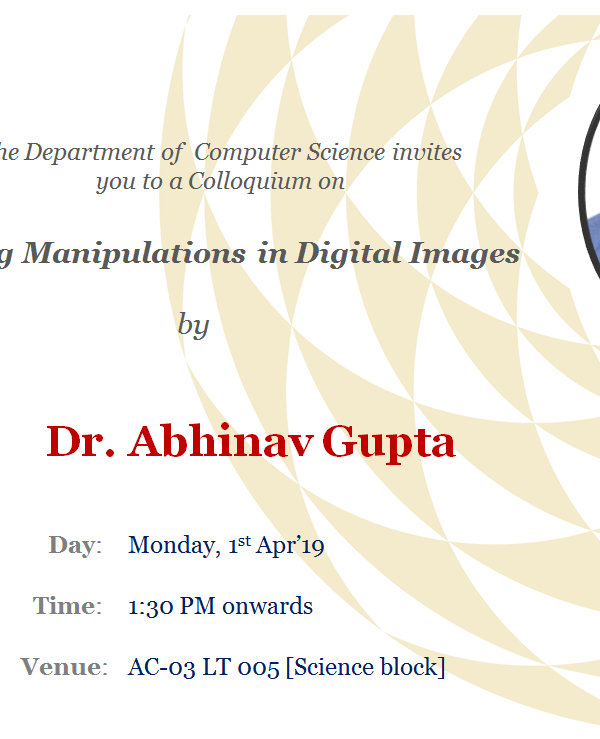 he Department of Computer Science invites
you to a Colloquium on
g Manipulations in Digital Images
by
Dr. Abhinav Gupta
Day: Monday, 1st Apr'19
Time: 1:30 PM onwards
Venue: AC-03 LT 005 [Science block]